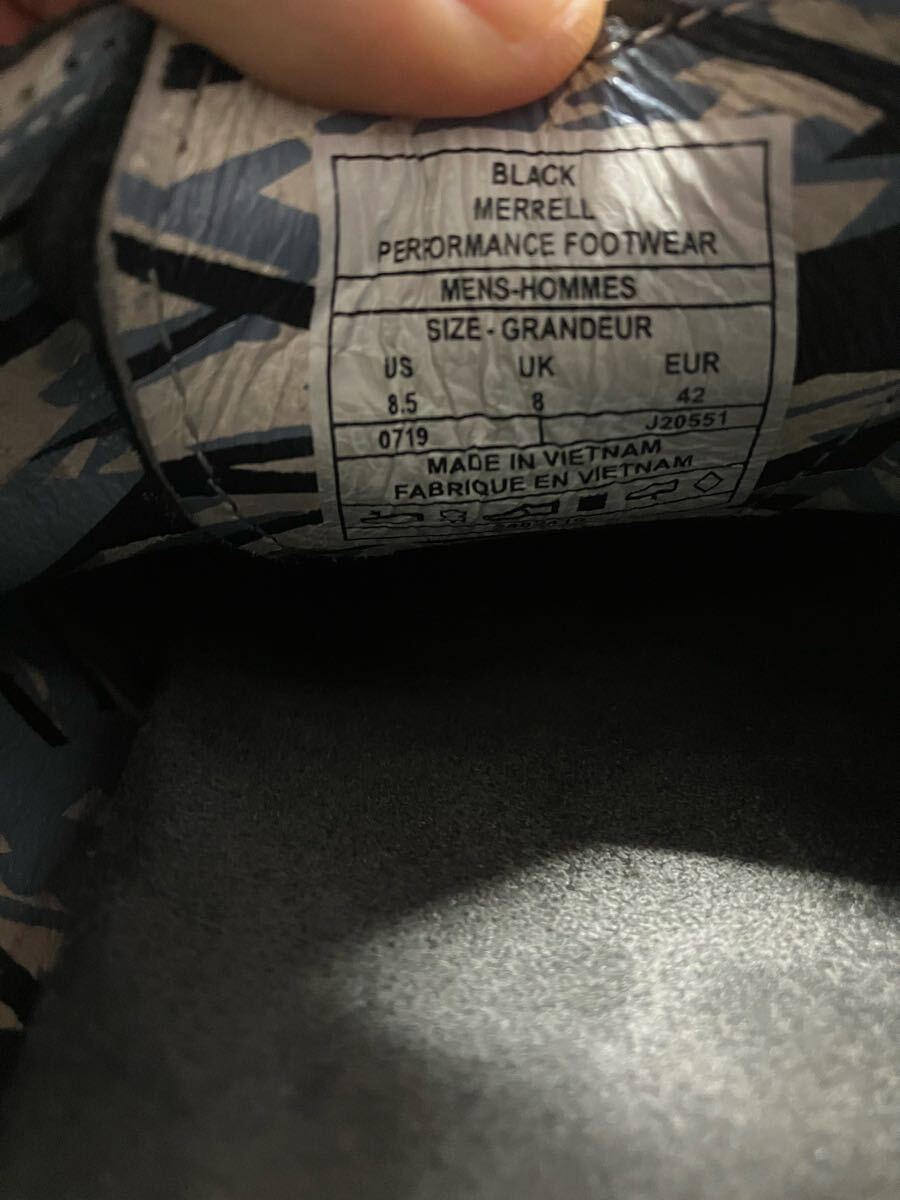 BLACK
MERRELL
PERFORMANCE FOOTWEAR
MENS-HOMMES
SIZE - GRANDEUR
US UK EUR
8.5 8 42
0719 J20551
MADE IN VIETNAM
FABRIQUE EN VIETNAM